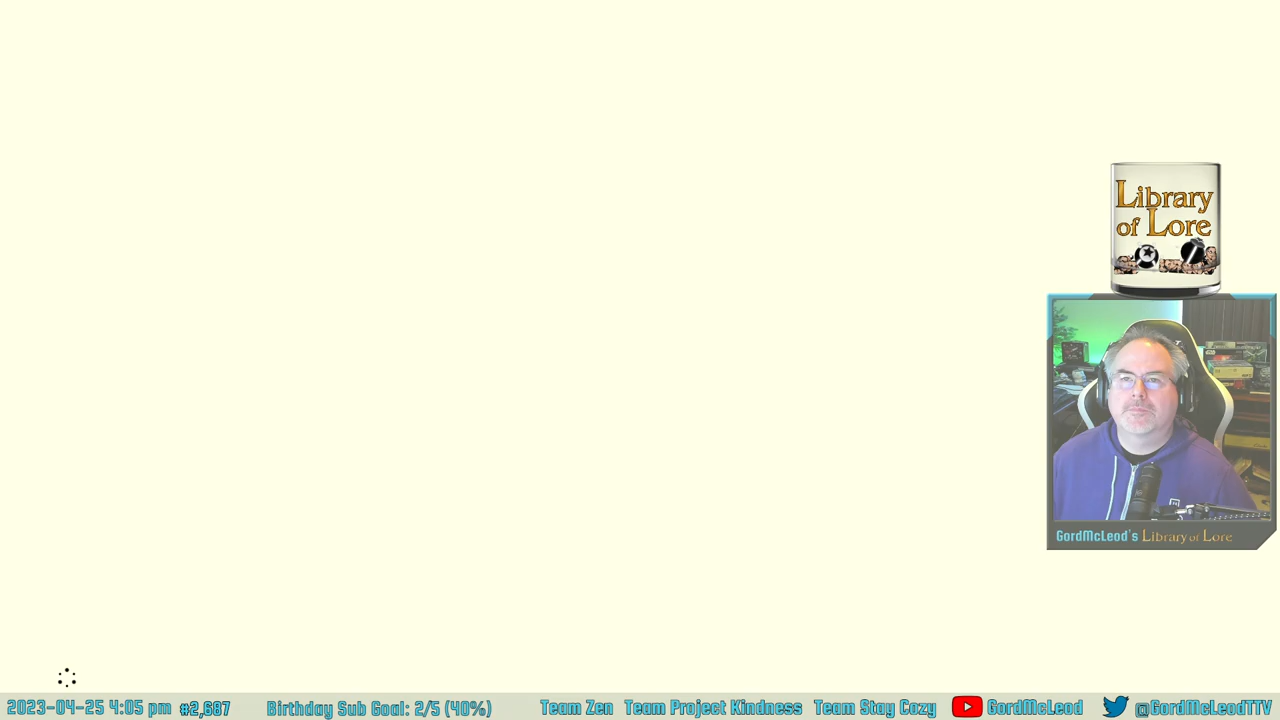 Library
of Lore
GordMcLeod's Library of Lore
2023-04-25 4:05 pm #2,687 Birthday Sub Goal: 2/5 (40%) Team Zen Team Project Kindness Team Stay Cozy GordMcLeod @GordMcLeodTTV